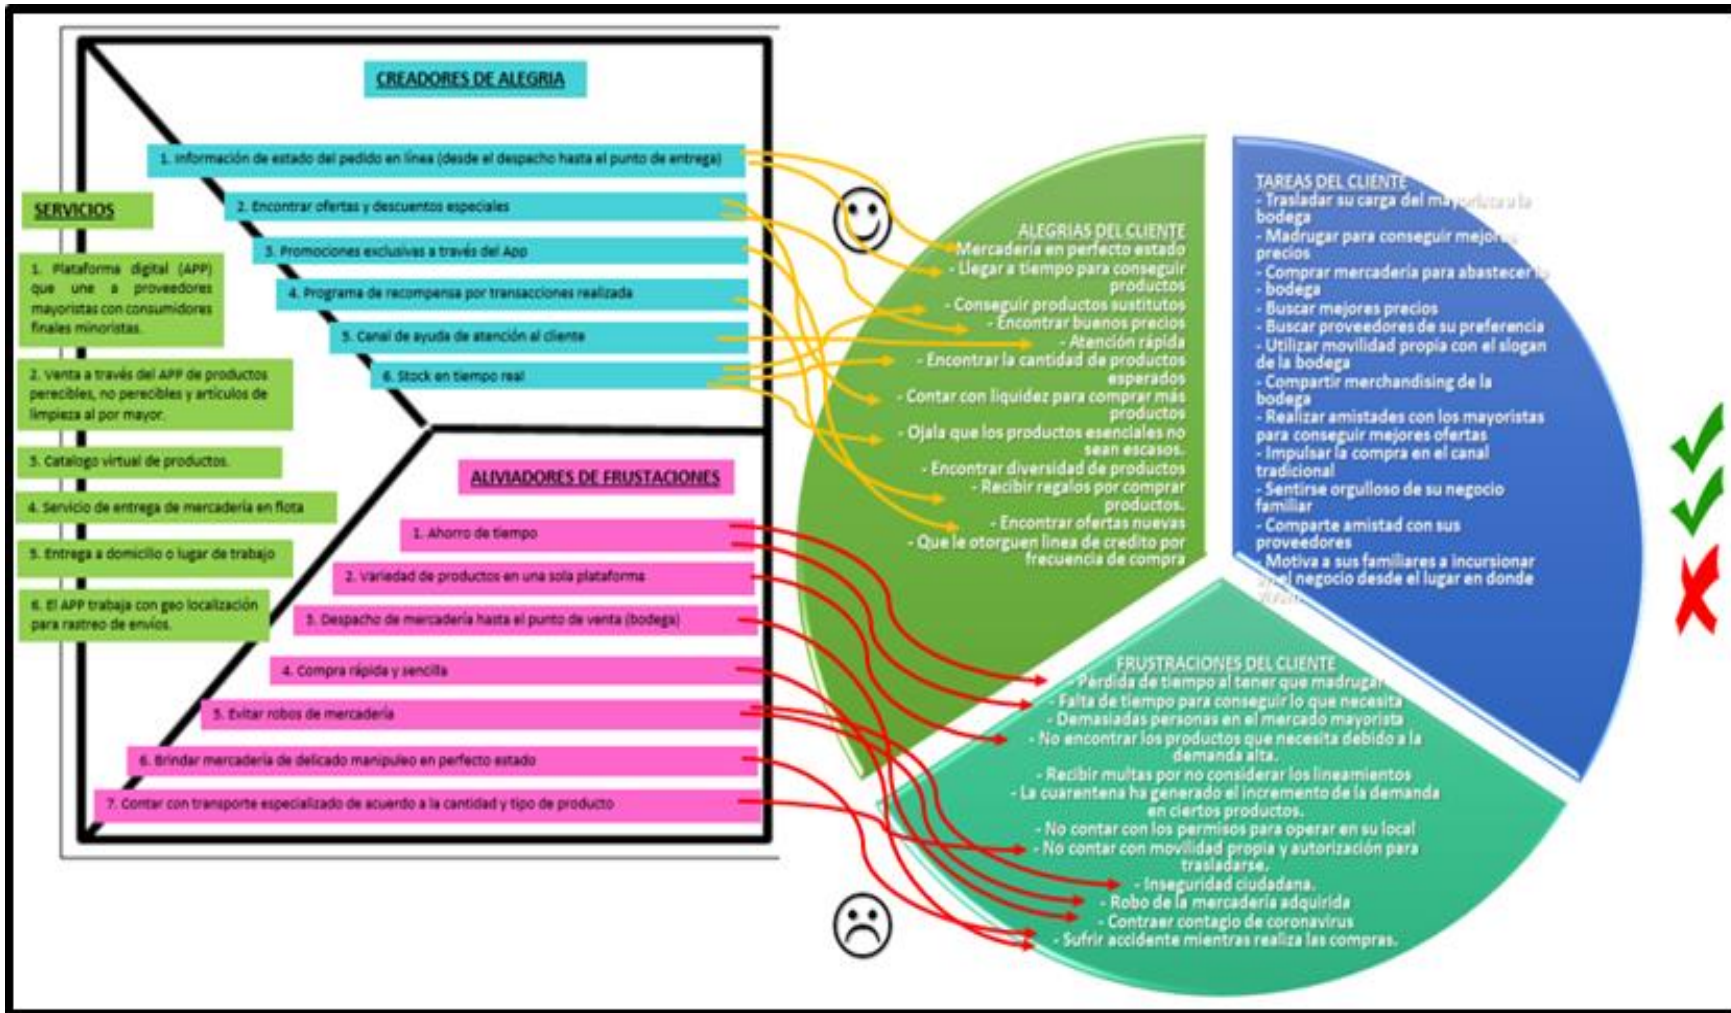 CREADORES DE ALEGRIA
1. Información de estado del pedido en línea (desde el despacho hasta el punto de entrega)
2. Encontrar ofertas y descuentos especiales
3. Promociones exclusivas a través del App
4. Programa de recompensa por transacciones realizada
5. Canal de ayuda de atención al cliente
6. Stock en tiempo real
SERVICIOS
1. Plataforma digital (APP)
que une a proveedores
mayoristas con consumidores
finales minoristas.
2. Venta a través del APP de productos
perecibles, no perecibles y artículos de
limpieza al por mayor.
3. Catalogo virtual de productos.
4. Servicio de entrega de mercadería en flota
5. Entrega a domicilio o lugar de trabajo
6. El APP trabaja con geo localización
para rastreo de envíos.
ALIVIADORES DE FRUSTACIONES
1. Ahorro de tiempo
2. Variedad de productos en una sola plataforma
3. Despacho de mercadería hasta el punto de venta (bodega)
4. Compra rápida y sencilla
5. Evitar robos de mercadería
6. Brindar mercadería de delicado manipuleo en perfecto estado
7. Contar con transporte especializado de acuerdo a la cantidad y tipo de producto
ALEGRÍAS DEL CLIENTE
Mercadería en perfecto estado
- Llegar a tiempo para conseguir
productos
- Conseguir productos sustitutos
- Encontrar buenos precios
- Atención rápida
- Encontrar la cantidad de productos
esperados
- Contar con liquidez para comprar más
productos
- Ojala que los productos esenciales no
sean escasos.
- Encontrar diversidad de productos
- Recibir regalos por comprar
productos.
- Encontrar ofertas nuevas
- Que le otorguen linea de credito por
frecuencia de compra
TAREAS DEL CLIENTE
- Trasladar su carga del mayorista a la
bodega
- Madrugar para conseguir mejores
precios
- Comprar mercadería para abastecer la
- bodega
- Buscar mejores precios
- Buscar proveedores de su preferencia
- Utilizar movilidad propia con el slogan
de la bodega
- Compartir merchandising de la
bodega
- Realizar amistades con los mayoristas
para conseguir mejores ofertas
- Impulsar la compra en el canal
tradicional
- Sentirse orgulloso de su negocio
familiar
- Comparte amistad con sus
proveedores
- Motiva a sus familiares a incursionar
en el negocio desde el lugar en donde
FRUSTRACIONES DEL CLIENTE
- Pérdida de tiempo al tener que madrugar
- Falta de tiempo para conseguir lo que necesita
- Demasiadas personas en el mercado mayorista
- No encontrar los productos que necesita debido a la
demanda alta.
- Recibir multas por no considerar los lineamientos
- La cuarentena ha generado el incremento de la demanda
en ciertos productos.
- No contar con los permisos para operar en su local
- No contar con movilidad propia y autorización para
trasladarse.
- Inseguridad ciudadana.
- Robo de la mercadería adquirida
- Contraer contagio de coronavirus
- Sufrir accidente mientras realiza las compras.